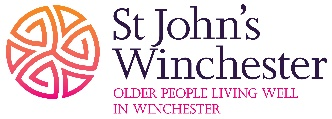 St John's
Winchester
OLDER PEOPLE LIVING WELL
IN WINCHESTER